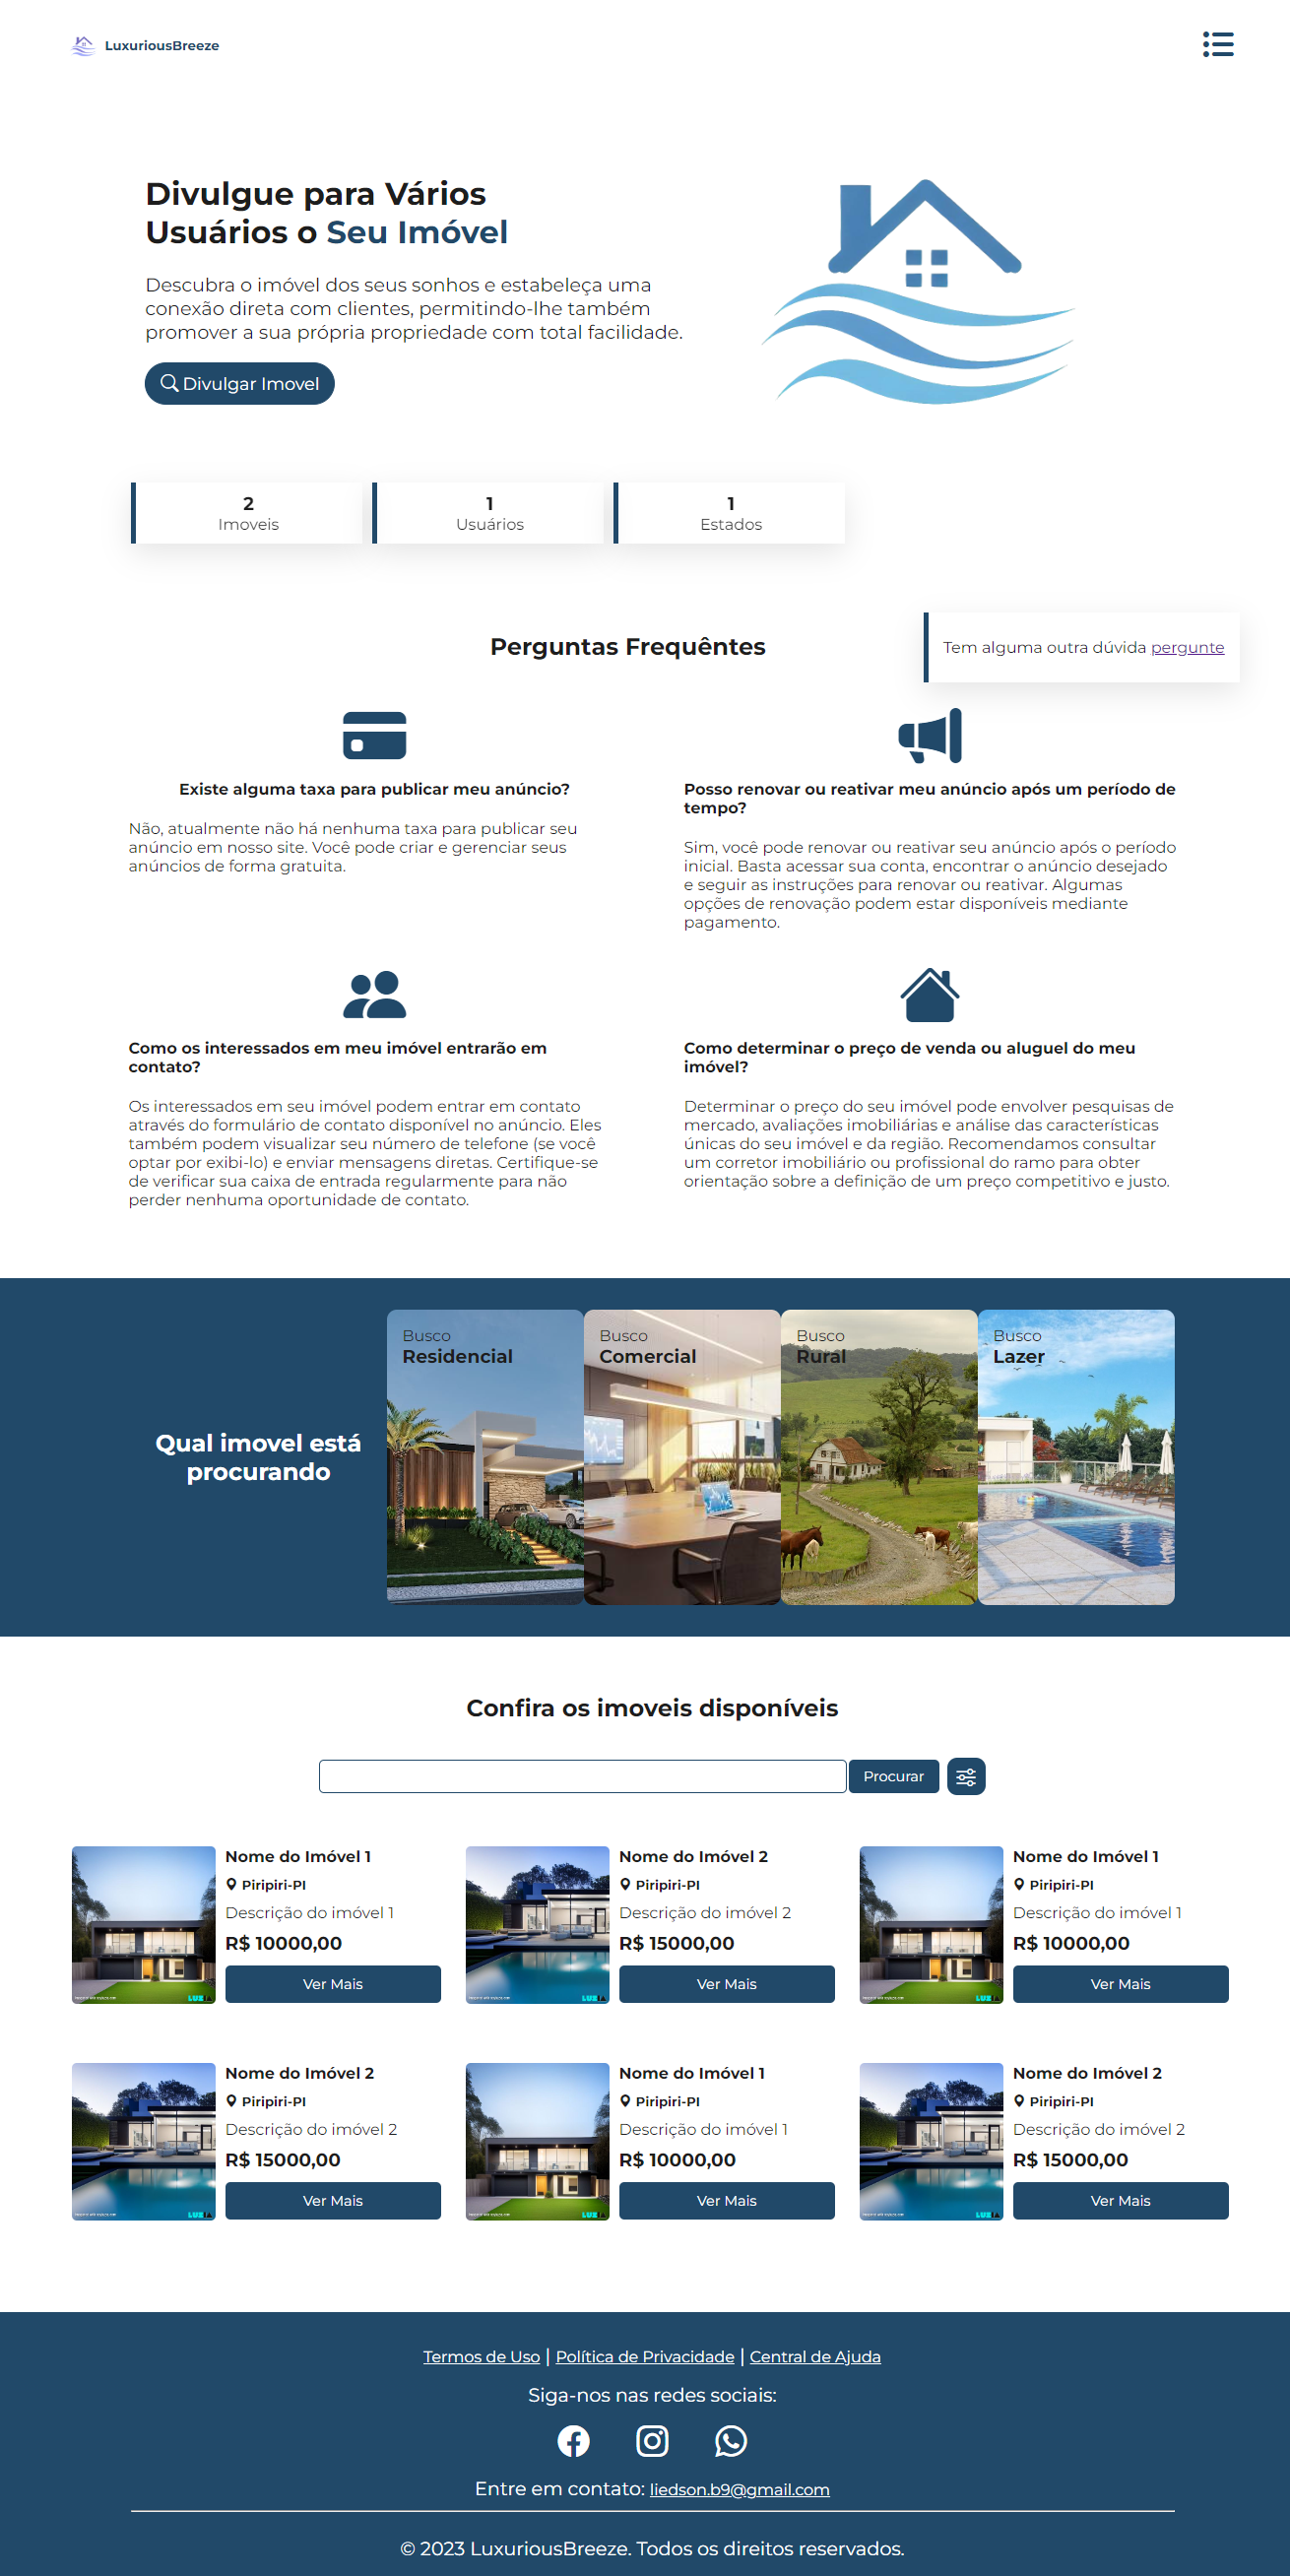 LuxuriousBreeze
Divulgue para Vários
Usuários o Seu Imóvel
Descubra o imóvel dos seus sonhos e estabeleça uma
conexão direta com clientes, permitindo-lhe também
promover a sua própria propriedade com total facilidade.
Divulgar Imovel
2
Imoveis
1
Usuários
1
Estados
Perguntas Frequêntes
Tem alguma outra dúvida pergunte
Existe alguma taxa para publicar meu anúncio?
Não, atualmente não há nenhuma taxa para publicar seu
anúncio em nosso site. Você pode criar e gerenciar seus
anúncios de forma gratuita.
Posso renovar ou reativar meu anúncio após um período de
tempo?
Sim, você pode renovar ou reativar seu anúncio após o período
inicial. Basta acessar sua conta, encontrar o anúncio desejado
e seguir as instruções para renovar ou reativar. Algumas
opções de renovação podem estar disponíveis mediante
pagamento.
Como os interessados em meu imóvel entrarão em
contato?
Os interessados em seu imóvel podem entrar em contato
através do formulário de contato disponível no anúncio. Eles
também podem visualizar seu número de telefone (se você
optar por exibi-lo) e enviar mensagens diretas. Certifique-se
de verificar sua caixa de entrada regularmente para não
perder nenhuma oportunidade de contato.
Como determinar o preço de venda ou aluguel do meu
imóvel?
Determinar o preço do seu imóvel pode envolver pesquisas de
mercado, avaliações imobiliárias e análise das características
únicas do seu imóvel e da região. Recomendamos consultar
um corretor imobiliário ou profissional do ramo para obter
orientação sobre a definição de um preço competitivo e justo.
Qual imovel está
procurando
Busco
Residencial
Busco
Comercial
Busco
Rural
Busco
Lazer
Confira os imoveis disponíveis
Procurar
Nome do Imóvel 1
Piripiri-PI
Descrição do imóvel 1
R$ 10000,00
Ver Mais
Nome do Imóvel 2
Piripiri-PI
Descrição do imóvel 2
R$ 15000,00
Ver Mais
Nome do Imóvel 1
Piripiri-PI
Descrição do imóvel 1
R$ 10000,00
Ver Mais
Nome do Imóvel 2
Piripiri-PI
Descrição do imóvel 2
R$ 15000,00
Ver Mais
Nome do Imóvel 1
Piripiri-PI
Descrição do imóvel 1
R$ 10000,00
Ver Mais
Nome do Imóvel 2
Piripiri-PI
Descrição do imóvel 2
R$ 15000,00
Ver Mais
Termos de Uso | Política de Privacidade | Central de Ajuda
Siga-nos nas redes sociais:
Entre em contato: liedson.b9@gmail.com
© 2023 LuxuriousBreeze. Todos os direitos reservados.